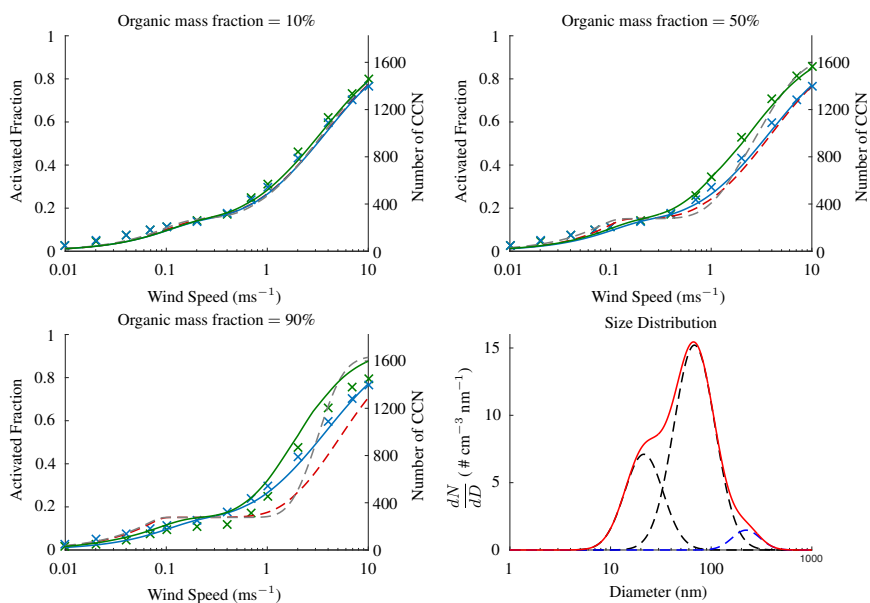 Organic mass fraction = 10%
1
0.8
0.6
0.4
0.2
0
Activated Fraction
1600
1200
800
400
0
Number of CCN
0.01 0.1 1 10
Wind Speed (ms⁻¹)
Organic mass fraction = 50%
1
0.8
0.6
0.4
0.2
0
Activated Fraction
1600
1200
800
400
0
Number of CCN
0.01 0.1 1 10
Wind Speed (ms⁻¹)
Organic mass fraction = 90%
1
0.8
0.6
0.4
0.2
0
Activated Fraction
1600
1200
800
400
0
Number of CCN
0.01 0.1 1 10
Wind Speed (ms⁻¹)
Size Distribution
15
10
5
0
dN/dD (# cm⁻³ nm⁻¹)
1 10 100 1000
Diameter (nm)